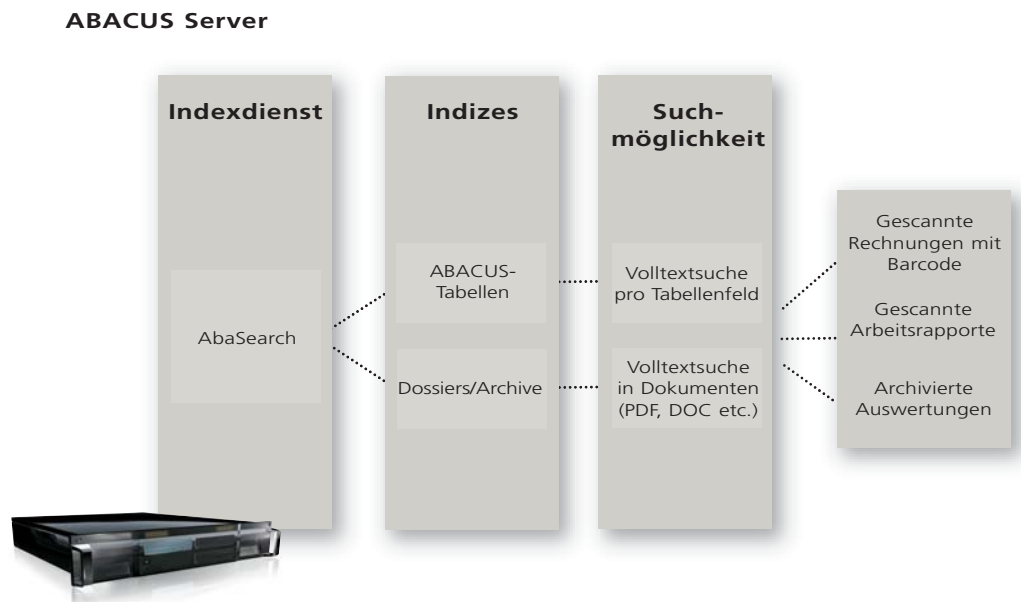 ABACUS Server
Indexdienst
AbaSearch
Indizes
ABACUS-
Tabellen
Dossiers/Archive
Such-
möglichkeit
Volltextsuche
pro Tabellenfeld
Volltextsuche
in Dokumenten
(PDF, DOC etc.)
Gescannte
Rechnungen mit
Barcode
Gescannte
Arbeitsrapporte
Archivierte
Auswertungen